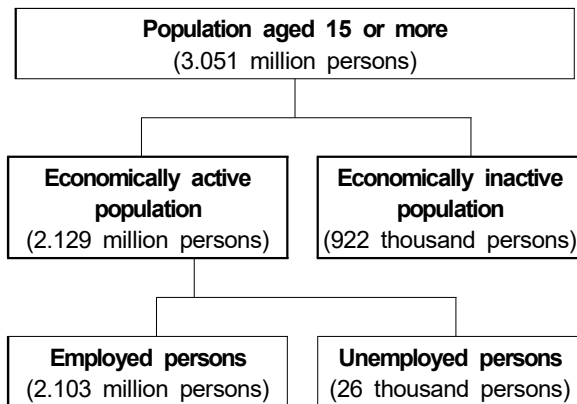 Population aged 15 or more
(3.051 million persons)
Economically active
population
(2.129 million persons)
Economically inactive
population
(922 thousand persons)
Employed persons
(2.103 million persons)
Unemployed persons
(26 thousand persons)